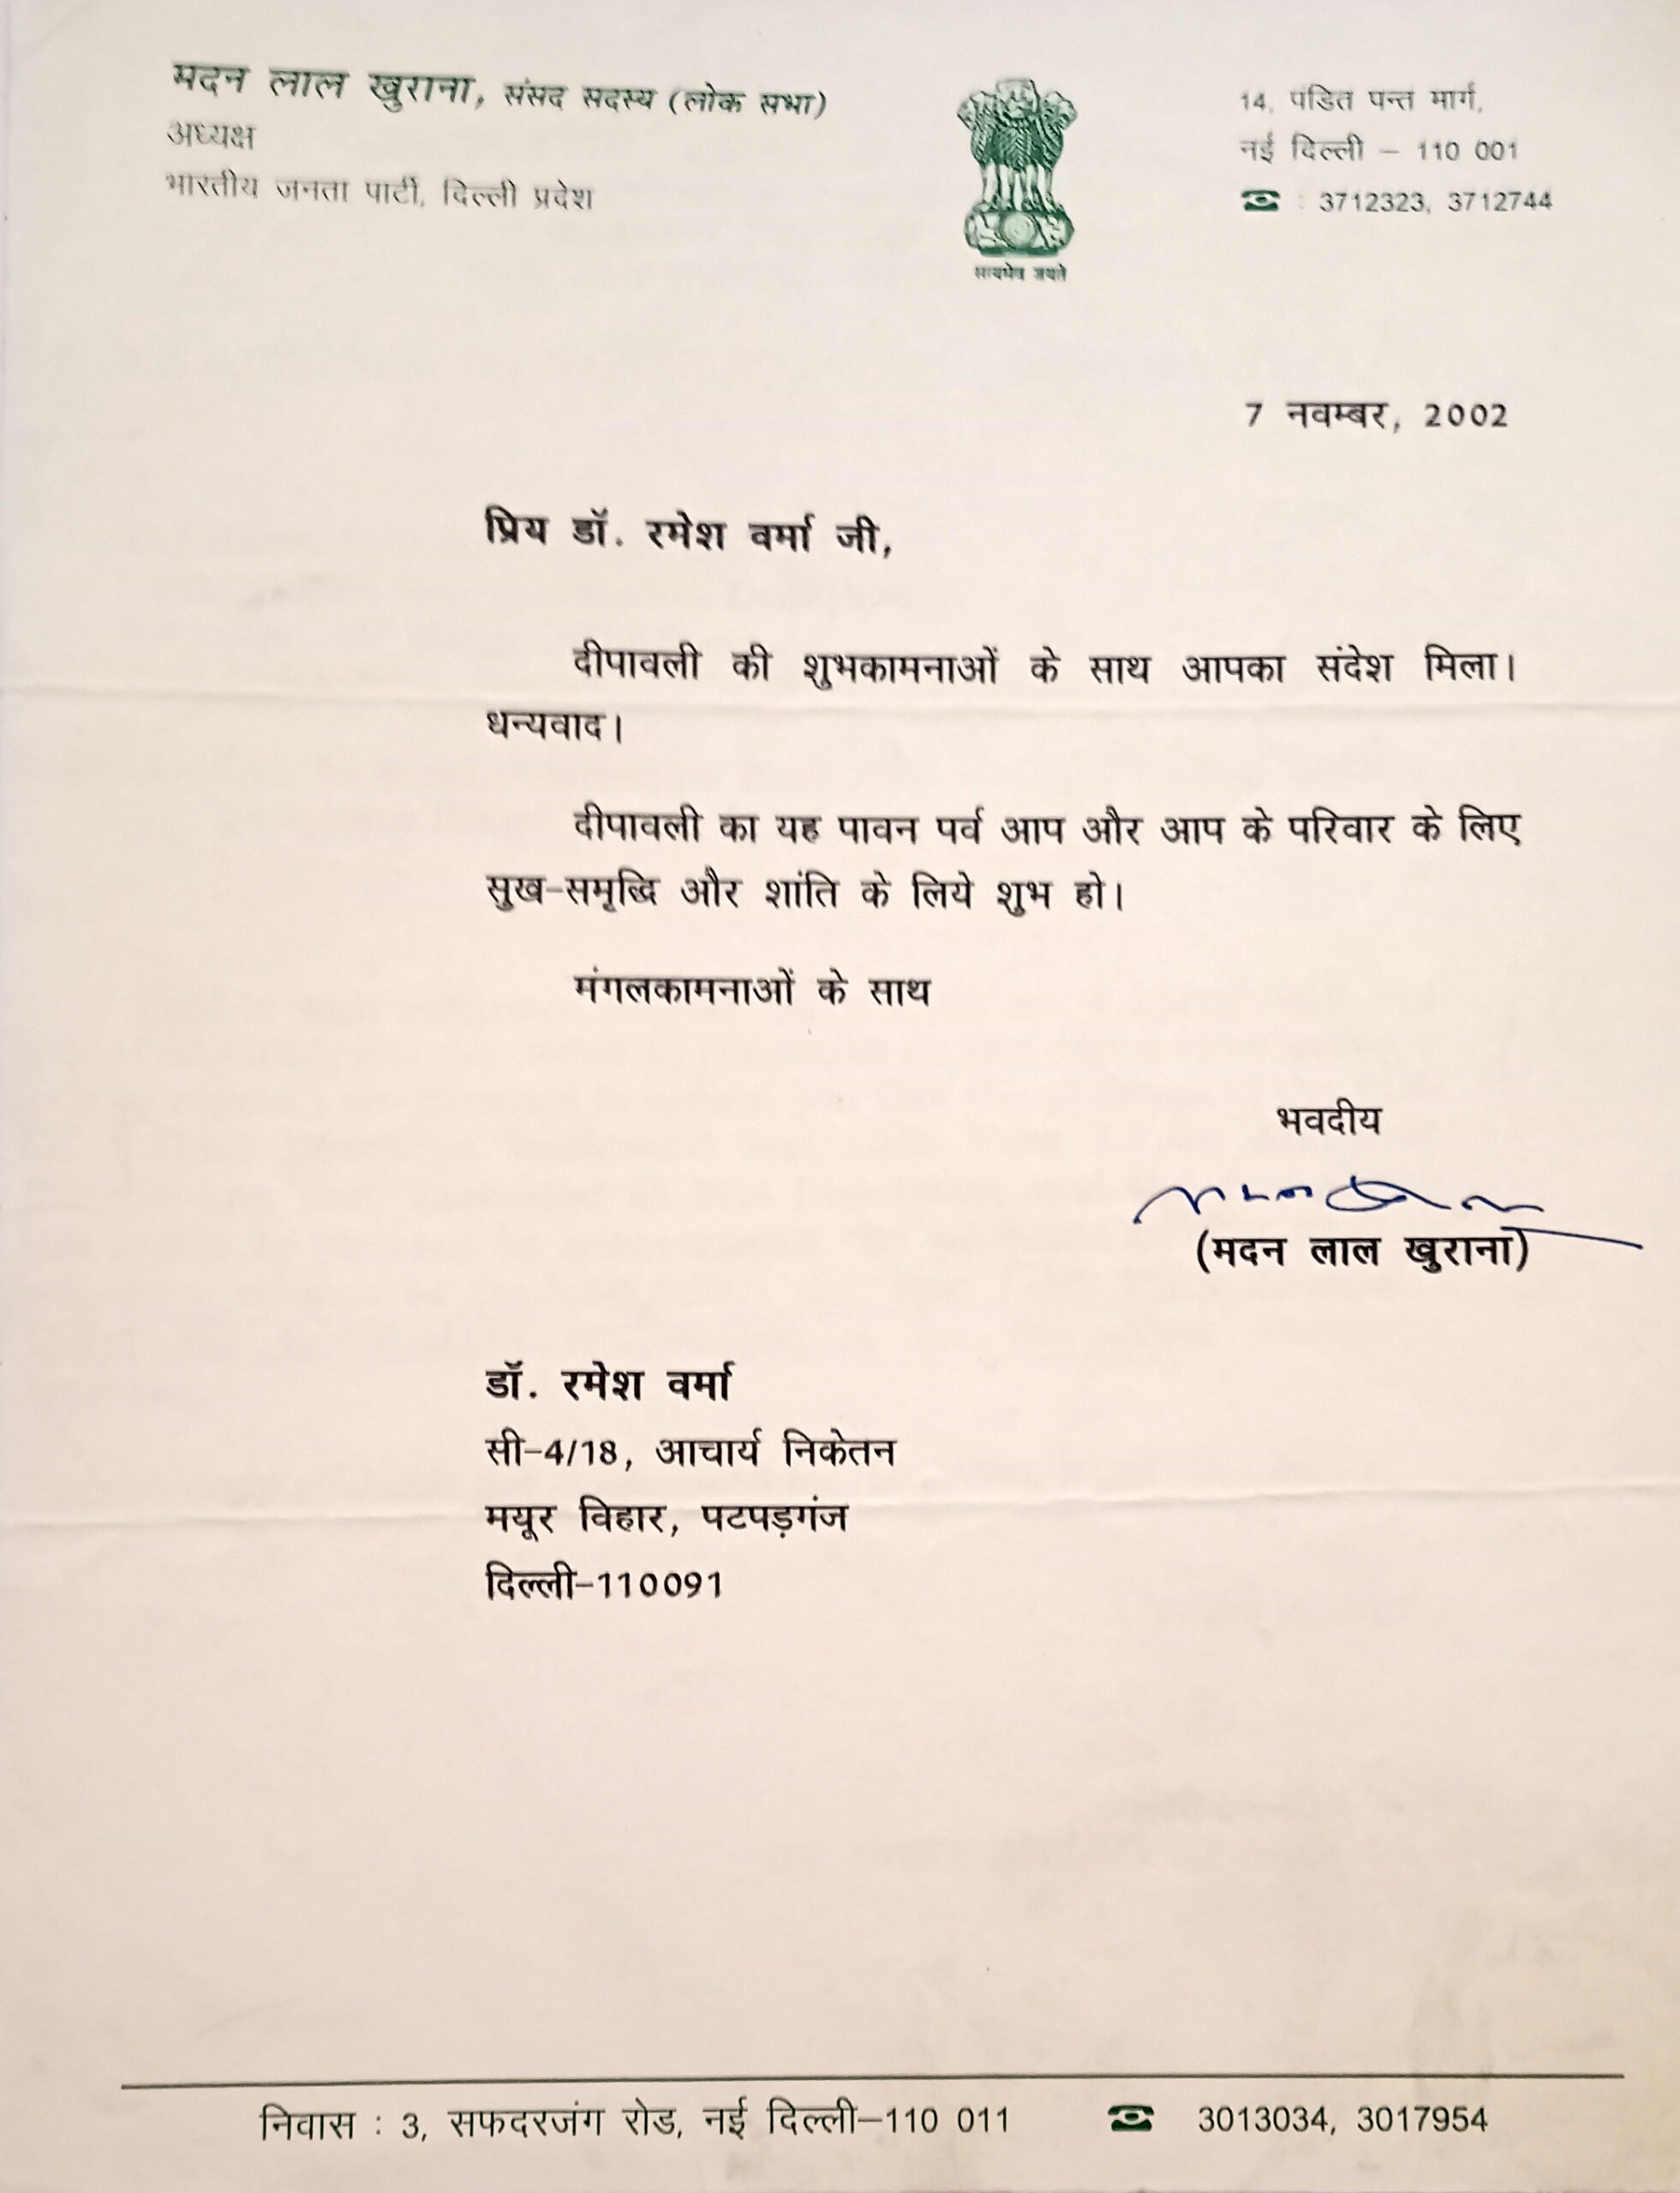 मदन लाल खुराना, संसद सदस्य (लोक सभा)
अध्यक्ष
भारतीय जनता पार्टी, दिल्ली प्रदेश
सत्यमेव जयते
14, पंडित पन्त मार्ग,
नई दिल्ली – 110 001
☎ : 3712323, 3712744
7 नवम्बर, 2002
प्रिय डॉ. रमेश वर्मा जी,
दीपावली की शुभकामनाओं के साथ आपका संदेश मिला।
धन्यवाद।
दीपावली का यह पावन पर्व आप और आप के परिवार के लिए
सुख-समृद्धि और शांति के लिये शुभ हो।
मंगलकामनाओं के साथ
भवदीय
(मदन लाल खुराना)
डॉ. रमेश वर्मा
सी-4/18, आचार्य निकेतन
मयूर विहार, पटपड़गंज
दिल्ली-110091
निवास : 3, सफदरजंग रोड, नई दिल्ली–110 011 ☎ 3013034, 3017954